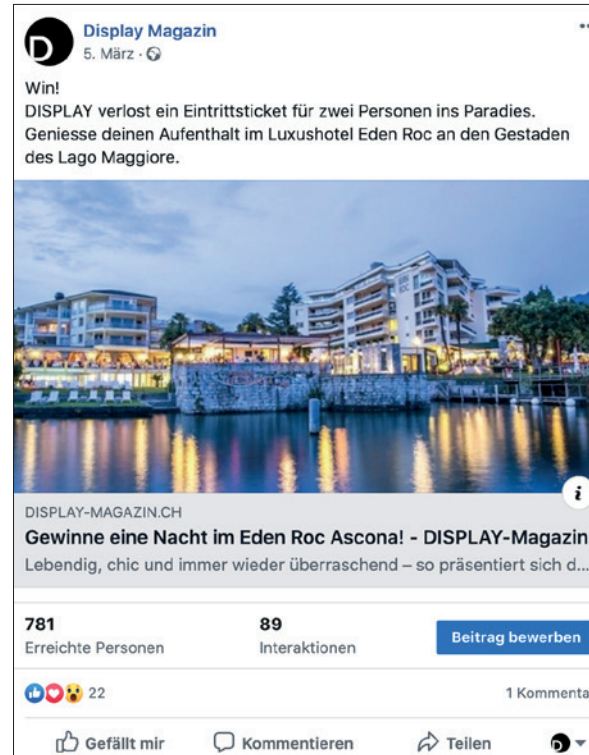 Display Magazin
5. März
Win!
DISPLAY verlost ein Eintrittsticket für zwei Personen ins Paradies.
Geniesse deinen Aufenthalt im Luxushotel Eden Roc an den Gestaden
des Lago Maggiore.
EDEN ROC
DISPLAY-MAGAZIN.CH
Gewinne eine Nacht im Eden Roc Ascona! - DISPLAY-Magazin
Lebendig, chic und immer wieder überraschend – so präsentiert sich d...
781
89
Erreichte Personen
Interaktionen
Beitrag bewerben
22
1 Kommenta
Gefällt mir
Kommentieren
Teilen